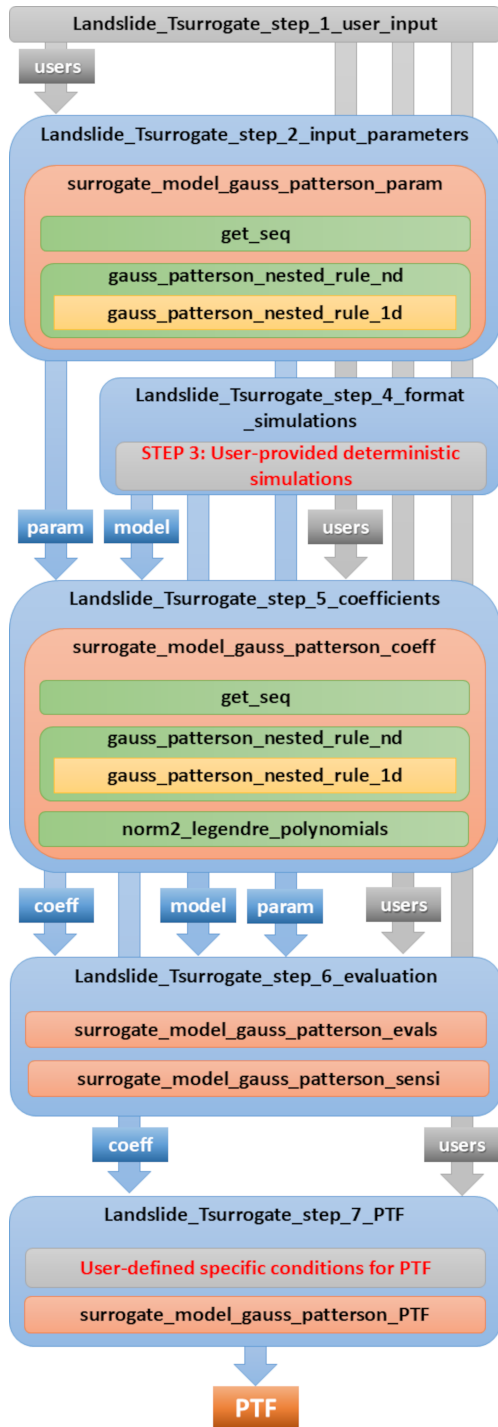 Landslide_Tsurrogate_step_1_user_input
users
Landslide_Tsurrogate_step_2_input_parameters
surrogate_model_gauss_patterson_param
get_seq
gauss_patterson_nested_rule_nd
gauss_patterson_nested_rule_1d
Landslide_Tsurrogate_step_4_format
_simulations
STEP 3: User-provided deterministic
simulations
param model users
Landslide_Tsurrogate_step_5_coefficients
surrogate_model_gauss_patterson_coeff
get_seq
gauss_patterson_nested_rule_nd
gauss_patterson_nested_rule_1d
norm2_legendre_polynomials
coeff model param users
Landslide_Tsurrogate_step_6_evaluation
surrogate_model_gauss_patterson_evals
surrogate_model_gauss_patterson_sensi
coeff users
Landslide_Tsurrogate_step_7_PTF
User-defined specific conditions for PTF
surrogate_model_gauss_patterson_PTF
PTF